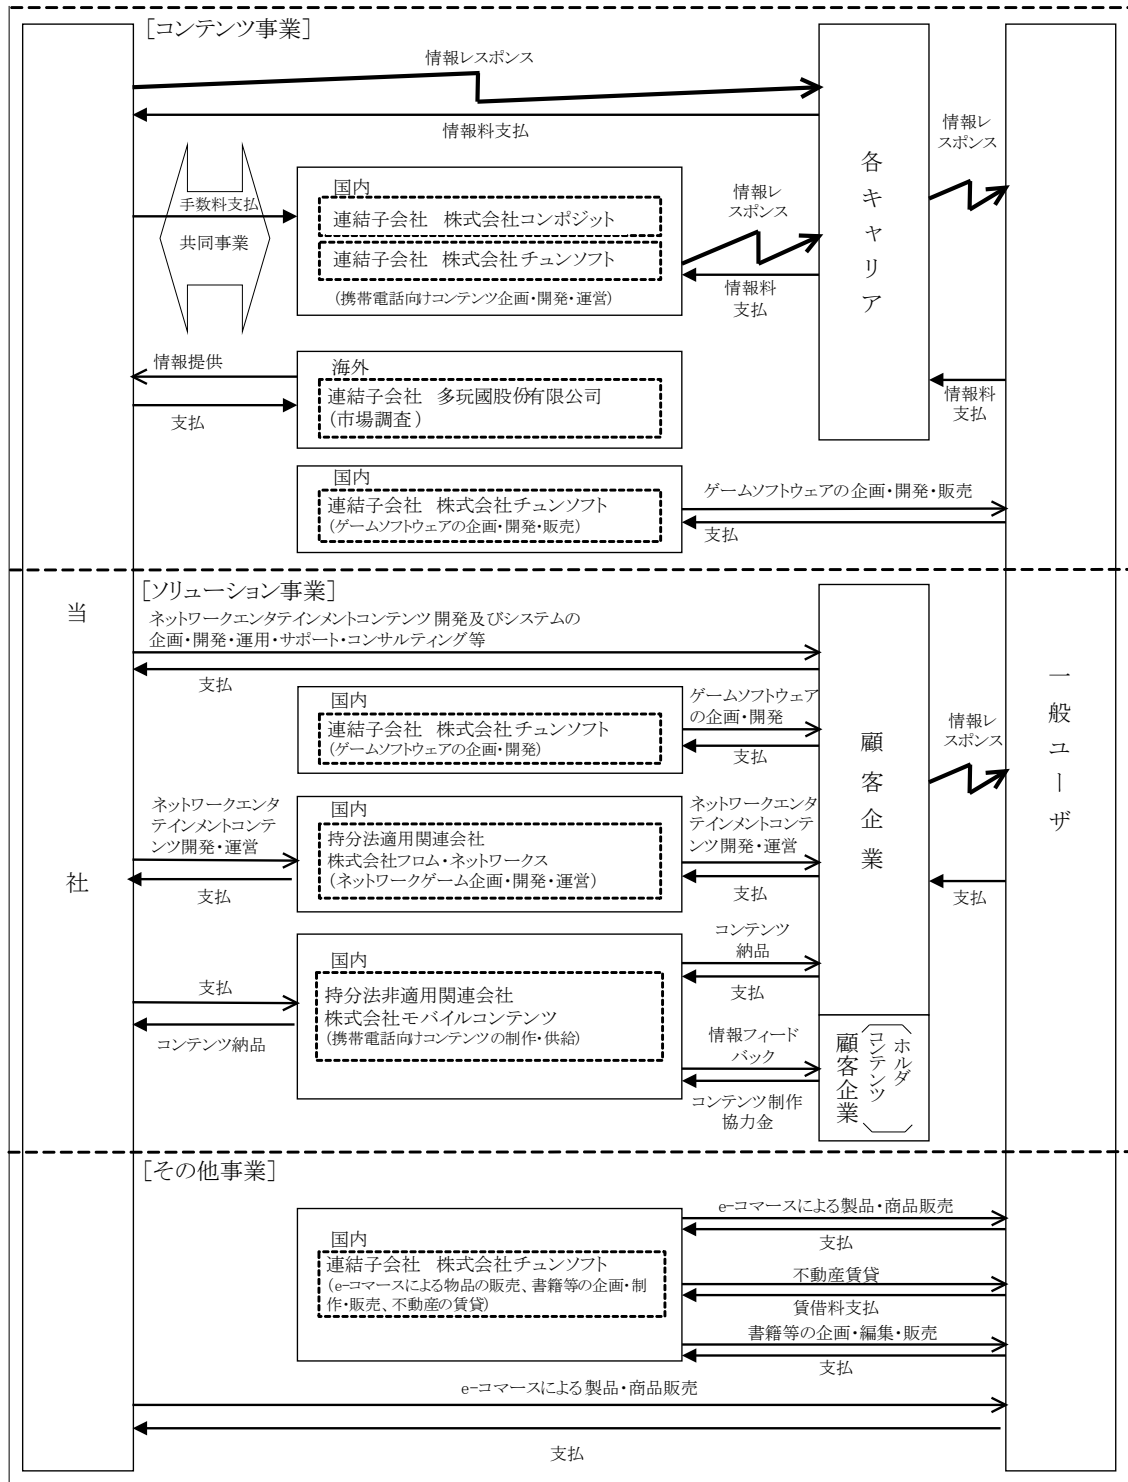 [コンテンツ事業]
情報レスポンス
情報料支払
各キャリア
情報レ
スポンス
手数料支払
共同事業
国内
連結子会社　株式会社コンポジット
連結子会社　株式会社チュンソフト
(携帯電話向けコンテンツ企画・開発・運営)
情報レ
スポンス
情報料
支払
情報提供
支払
海外
連結子会社　多玩國股份有限公司
(市場調査)
情報料
支払
国内
連結子会社　株式会社チュンソフト
(ゲームソフトウェアの企画・開発・販売)
ゲームソフトウェアの企画・開発・販売
支払
当社
一般ユーザ
[ソリューション事業]
ネットワークエンタテインメントコンテンツ開発及びシステムの
企画・開発・運用・サポート・コンサルティング等
支払
国内
連結子会社　株式会社チュンソフト
(ゲームソフトウェアの企画・開発)
ゲームソフトウェア
の企画・開発
支払
顧客企業
情報レ
スポンス
ネットワークエンタ
テインメントコンテ
ンツ開発・運営
支払
国内
持分法適用関連会社
株式会社フロム・ネットワークス
(ネットワークゲーム企画・開発・運営)
ネットワークエンタ
テインメントコンテ
ンツ開発・運営
支払
支払
支払
コンテンツ納品
国内
持分法非適用関連会社
株式会社モバイルコンテンツ
(携帯電話向けコンテンツの制作・供給)
コンテンツ
納品
支払
情報フィード
バック
コンテンツ制作
協力金
顧客企業
(コンテンツ
ホルダ)
[その他事業]
国内
連結子会社　株式会社チュンソフト
(e-コマースによる物品の販売、書籍等の企画・制
作・販売、不動産の賃貸)
e-コマースによる製品・商品販売
支払
不動産賃貸
賃借料支払
書籍等の企画・編集・販売
支払
e-コマースによる製品・商品販売
支払